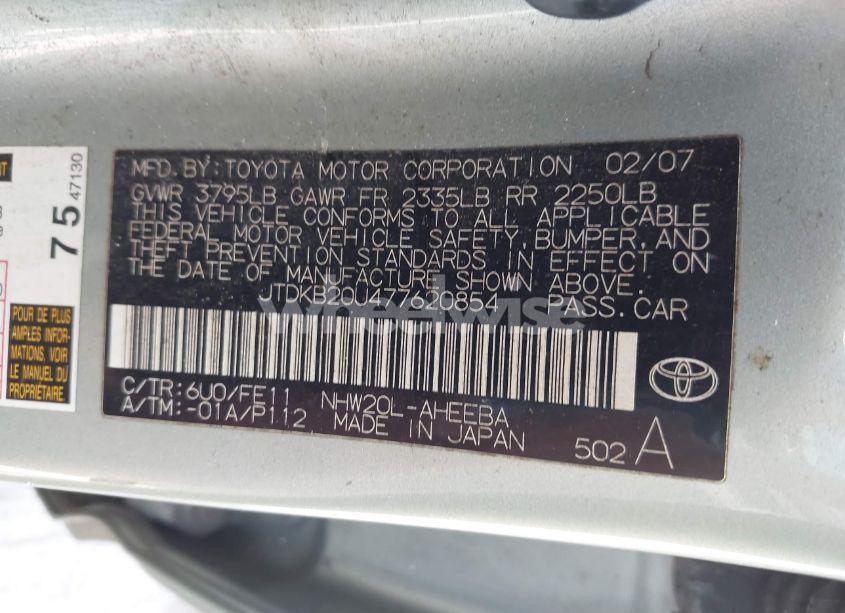 MFD. BY: TOYOTA MOTOR CORPORATION 02/07
GVWR 3795LB GAWR FR 2335LB RR 2250LB
THIS VEHICLE CONFORMS TO ALL APPLICABLE
FEDERAL MOTOR VEHICLE SAFETY, BUMPER, AND
THEFT PREVENTION STANDARDS IN EFFECT ON
THE DATE OF MANUFACTURE SHOWN ABOVE.
JTDKB20U477620854 PASS. CAR
wheelwise
C/TR: 6U0/FE11 NHW20L-AHEEBA
A/TM: -01A/P112 MADE IN JAPAN
502 A
75
47130
POUR DE PLUS
AMPLES INFOR-
MATIONS, VOIR
LE MANUEL DU
PROPRIÉTAIRE.